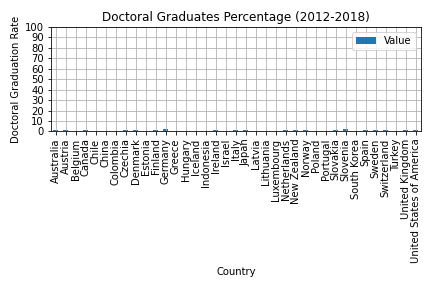 Doctoral Graduates Percentage (2012-2018)
Doctoral Graduation Rate
100
90
80
70
60
50
40
30
20
10
0
Value
Australia
Austria
Belgium
Canada
Chile
China
Colombia
Czechia
Denmark
Estonia
Finland
Germany
Greece
Hungary
Iceland
Indonesia
Ireland
Israel
Italy
Japan
Latvia
Lithuania
Luxembourg
Netherlands
New Zealand
Norway
Poland
Portugal
Slovakia
Slovenia
South Korea
Spain
Sweden
Switzerland
Turkey
United Kingdom
United States of America
Country